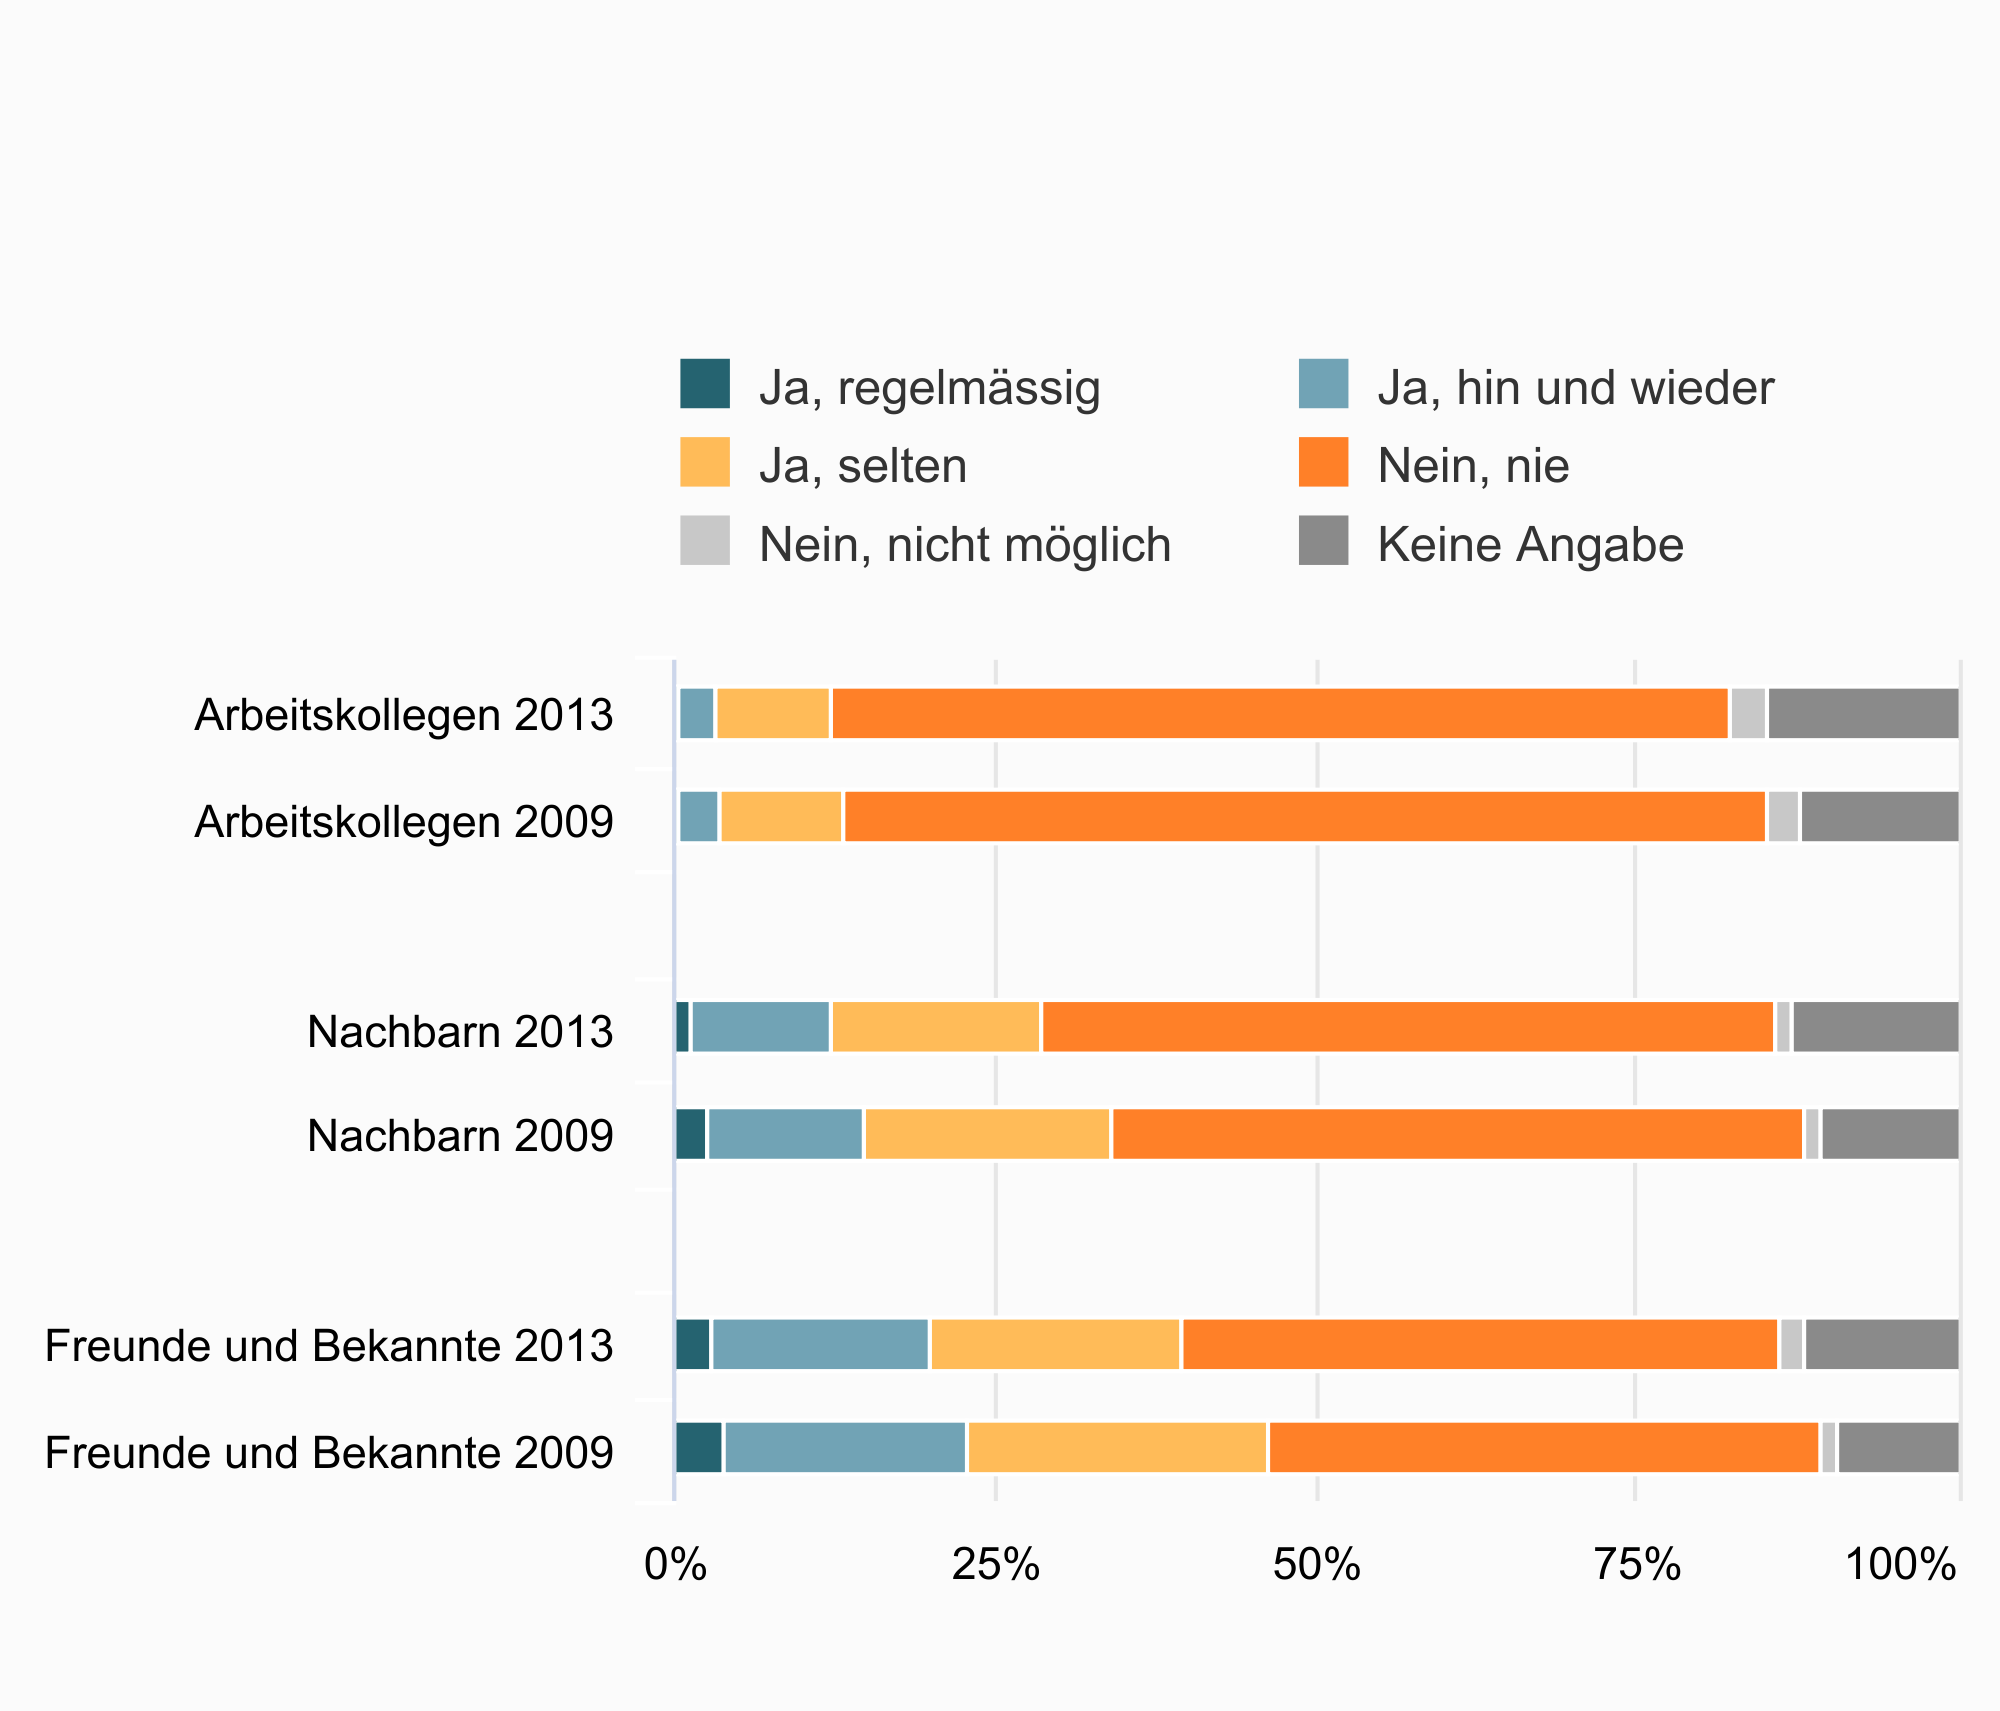 Ja, regelmässig
Ja, hin und wieder
Ja, selten
Nein, nie
Nein, nicht möglich
Keine Angabe
Arbeitskollegen 2013
Arbeitskollegen 2009
Nachbarn 2013
Nachbarn 2009
Freunde und Bekannte 2013
Freunde und Bekannte 2009
0% 25% 50% 75% 100%